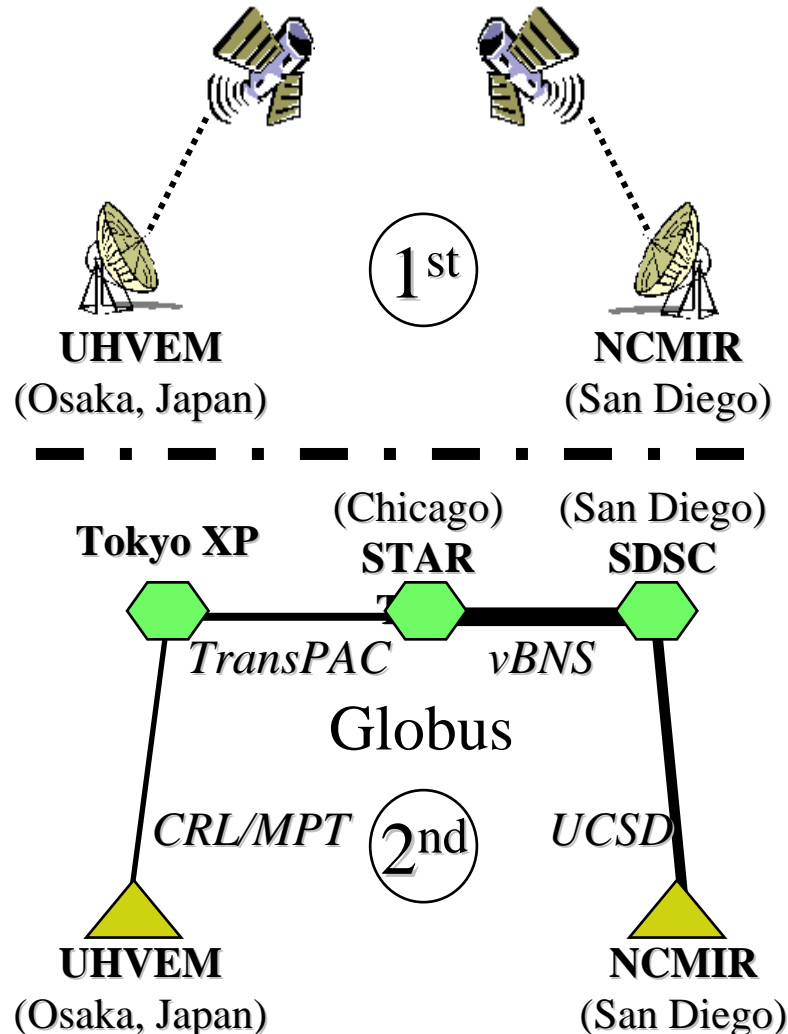 1st
UHVEM
(Osaka, Japan)
NCMIR
(San Diego)
(Chicago)
(San Diego)
Tokyo XP
STAR
SDSC
TransPAC
vBNS
Globus
CRL/MPT
2nd
UCSD
UHVEM
(Osaka, Japan)
NCMIR
(San Diego)